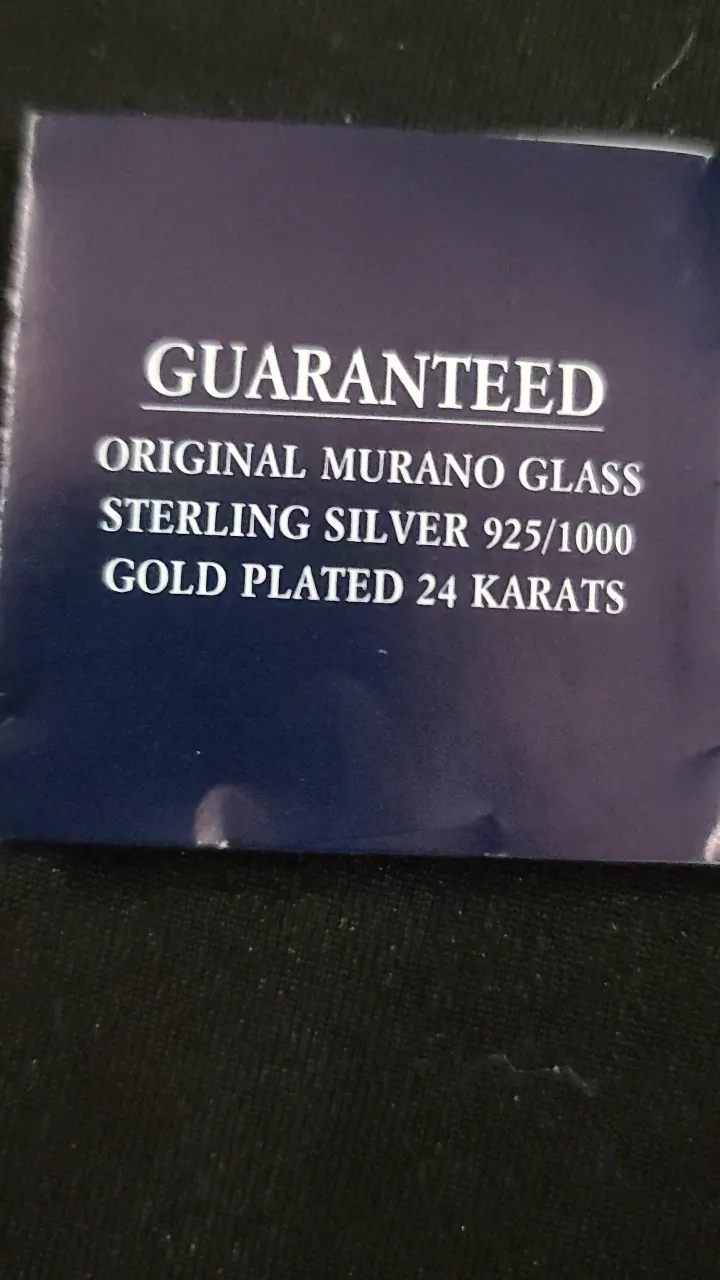 GUARANTEED
ORIGINAL MURANO GLASS
STERLING SILVER 925/1000
GOLD PLATED 24 KARATS